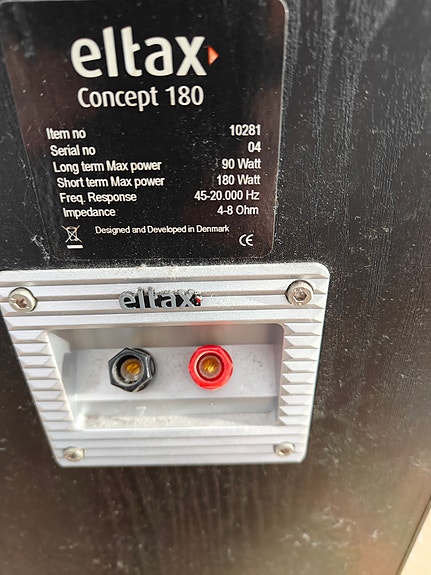 eltax
Concept 180
Item no 10281
Serial no 04
Long term Max power 90 Watt
Short term Max power 180 Watt
Freq. Response 45-20.000 Hz
Impedance 4-8 Ohm
Designed and Developed in Denmark CE
eltax